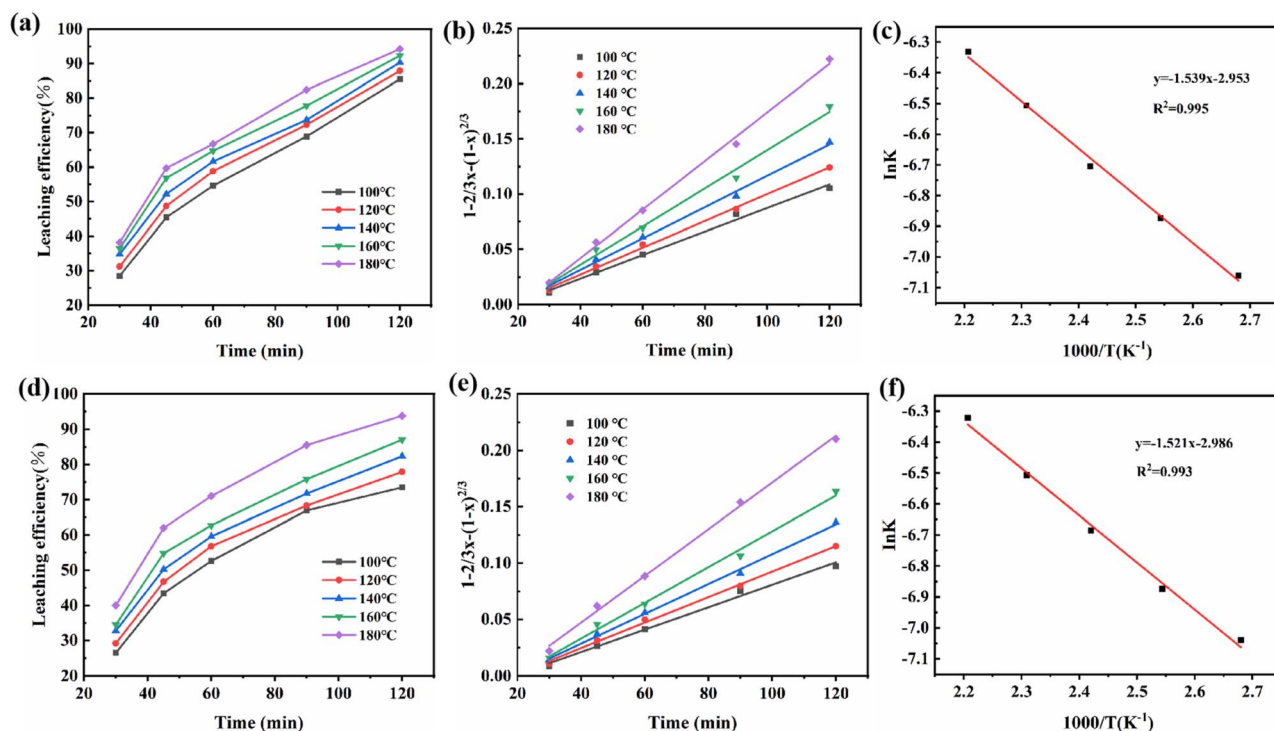 (a)
100
90
80
70
60
50
40
30
20
Leaching efficiency(%)
100℃
120℃
140℃
160℃
180℃
20 40 60 80 100 120
Time (min)
(b)
0.25
0.20
0.15
0.10
0.05
0.00
1-2/3x-(1-x)^2/3
100 ℃
120 ℃
140 ℃
160 ℃
180 ℃
20 40 60 80 100 120
Time (min)
(c)
-6.3
-6.4
-6.5
-6.6
-6.7
-6.8
-6.9
-7.0
-7.1
lnK
y=-1.539x-2.953
R²=0.995
2.2 2.3 2.4 2.5 2.6 2.7
1000/T(K⁻¹)
(d)
100
90
80
70
60
50
40
30
20
Leaching efficiency(%)
100℃
120℃
140℃
160℃
180℃
20 40 60 80 100 120
Time (min)
(e)
0.25
0.20
0.15
0.10
0.05
0.00
1-2/3x-(1-x)^2/3
100 ℃
120 ℃
140 ℃
160 ℃
180 ℃
20 40 60 80 100 120
Time (min)
(f)
-6.3
-6.4
-6.5
-6.6
-6.7
-6.8
-6.9
-7.0
-7.1
lnK
y=-1.521x-2.986
R²=0.993
2.2 2.3 2.4 2.5 2.6 2.7
1000/T(K⁻¹)